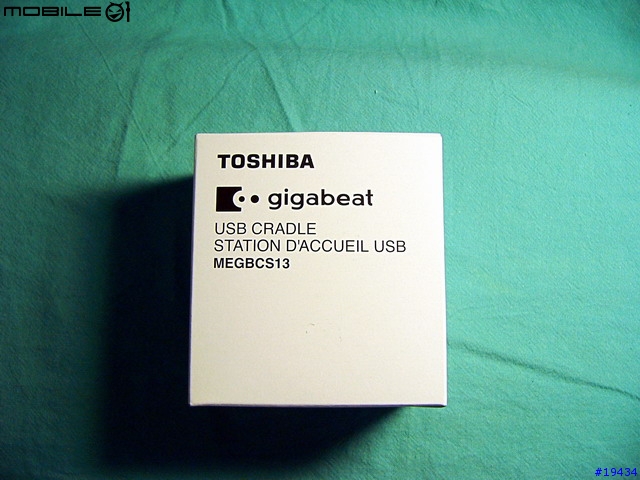 MOBILE01
TOSHIBA
gigabeat
USB CRADLE
STATION D'ACCUEIL USB
MEGBCS13
#19434